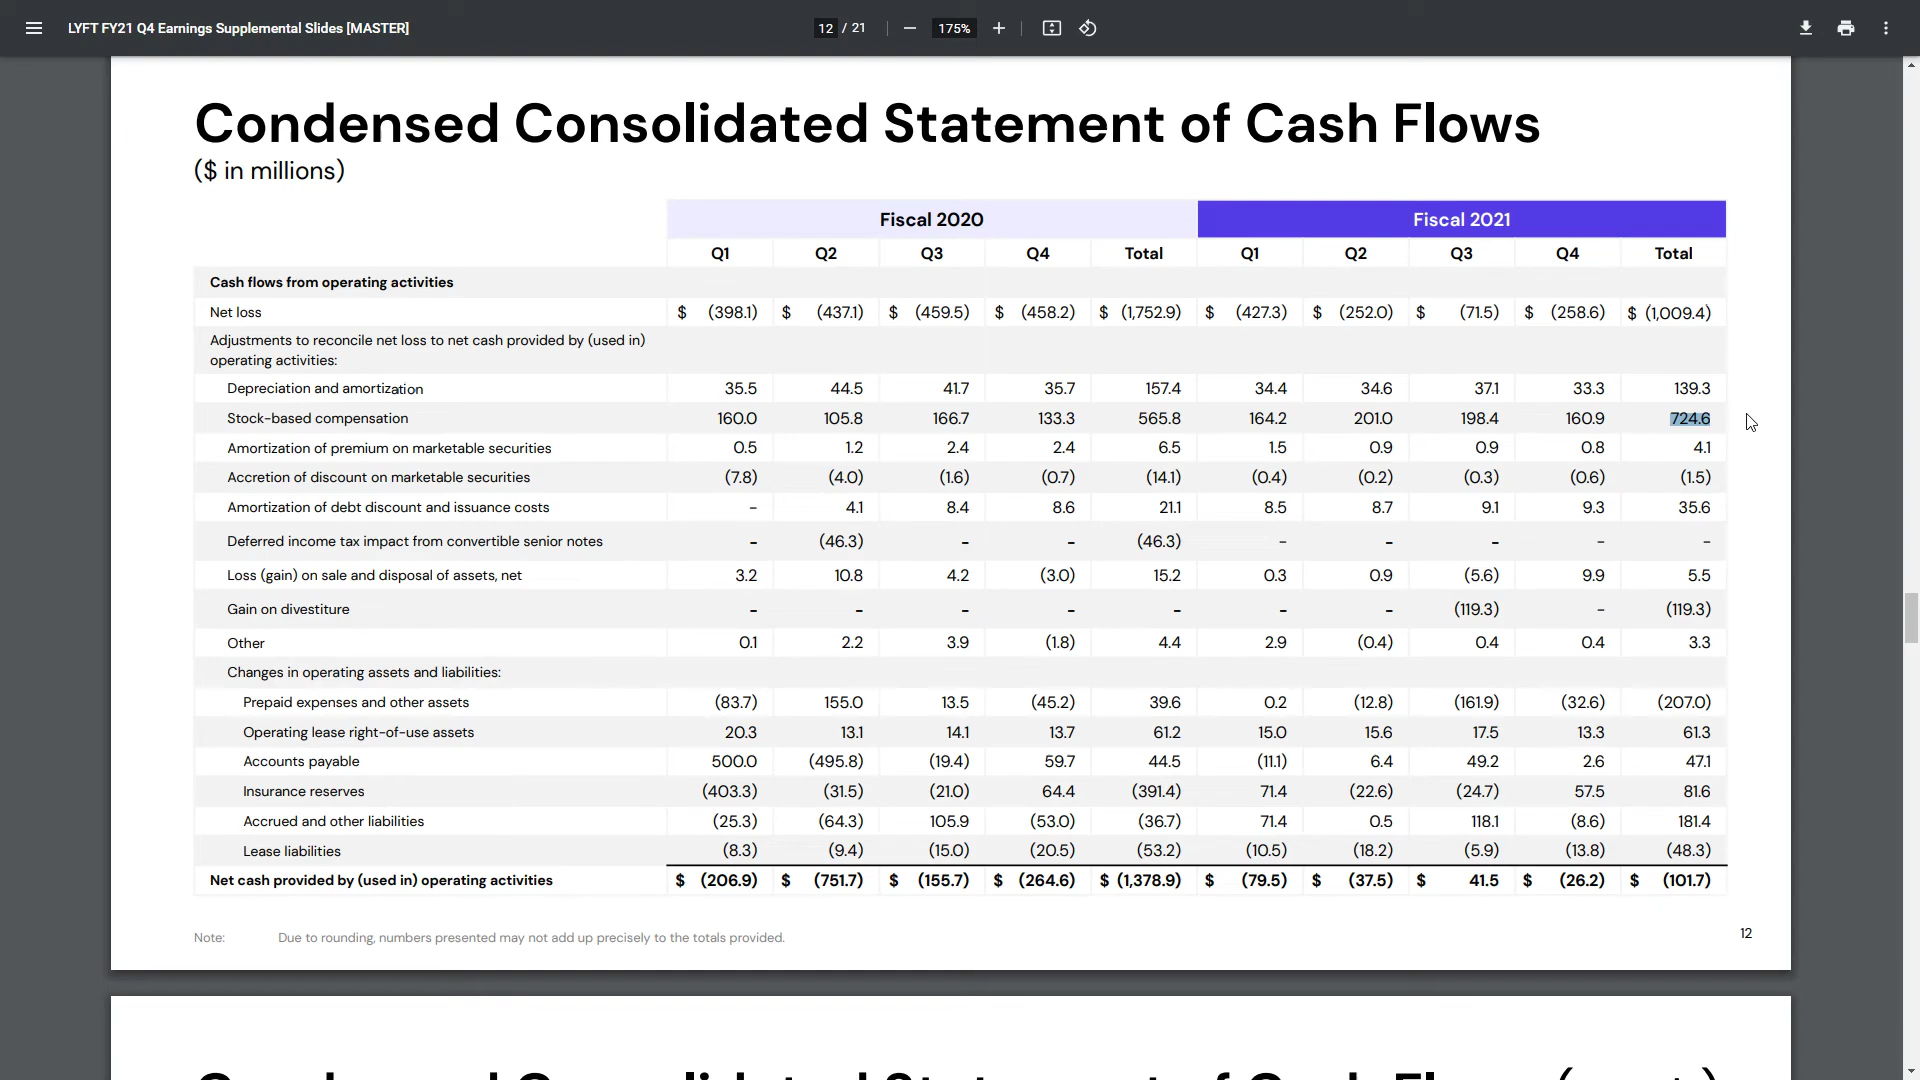 LYFT FY21 Q4 Earnings Supplemental Slides [MASTER] 12 / 21 175%
Condensed Consolidated Statement of Cash Flows
($ in millions)
Fiscal 2020 Fiscal 2021
Q1 Q2 Q3 Q4 Total Q1 Q2 Q3 Q4 Total
Cash flows from operating activities
Net loss $ (398.1) $ (437.1) $ (459.5) $ (458.2) $ (1,752.9) $ (427.3) $ (252.0) $ (71.5) $ (258.6) $ (1,009.4)
Adjustments to reconcile net loss to net cash provided by (used in)
operating activities:
Depreciation and amortization 35.5 44.5 41.7 35.7 157.4 34.4 34.6 37.1 33.3 139.3
Stock-based compensation 160.0 105.8 166.7 133.3 565.8 164.2 201.0 198.4 160.9 724.6
Amortization of premium on marketable securities 0.5 1.2 2.4 2.4 6.5 1.5 0.9 0.9 0.8 4.1
Accretion of discount on marketable securities (7.8) (4.0) (1.6) (0.7) (14.1) (0.4) (0.2) (0.3) (0.6) (1.5)
Amortization of debt discount and issuance costs - 4.1 8.4 8.6 21.1 8.5 8.7 9.1 9.3 35.6
Deferred income tax impact from convertible senior notes - (46.3) - - (46.3) - - - - -
Loss (gain) on sale and disposal of assets, net 3.2 10.8 4.2 (3.0) 15.2 0.3 0.9 (5.6) 9.9 5.5
Gain on divestiture - - - - - - - (119.3) - (119.3)
Other 0.1 2.2 3.9 (1.8) 4.4 2.9 (0.4) 0.4 0.4 3.3
Changes in operating assets and liabilities:
Prepaid expenses and other assets (83.7) 155.0 13.5 (45.2) 39.6 0.2 (12.8) (161.9) (32.6) (207.0)
Operating lease right-of-use assets 20.3 13.1 14.1 13.7 61.2 15.0 15.6 17.5 13.3 61.3
Accounts payable 500.0 (495.8) (19.4) 59.7 44.5 (11.1) 6.4 49.2 2.6 47.1
Insurance reserves (403.3) (31.5) (21.0) 64.4 (391.4) 71.4 (22.6) (24.7) 57.5 81.6
Accrued and other liabilities (25.3) (64.3) 105.9 (53.0) (36.7) 71.4 0.5 118.1 (8.6) 181.4
Lease liabilities (8.3) (9.4) (15.0) (20.5) (53.2) (10.5) (18.2) (5.9) (13.8) (48.3)
Net cash provided by (used in) operating activities $ (206.9) $ (751.7) $ (155.7) $ (264.6) $ (1,378.9) $ (79.5) $ (37.5) $ 41.5 $ (26.2) $ (101.7)
Note: Due to rounding, numbers presented may not add up precisely to the totals provided.
12